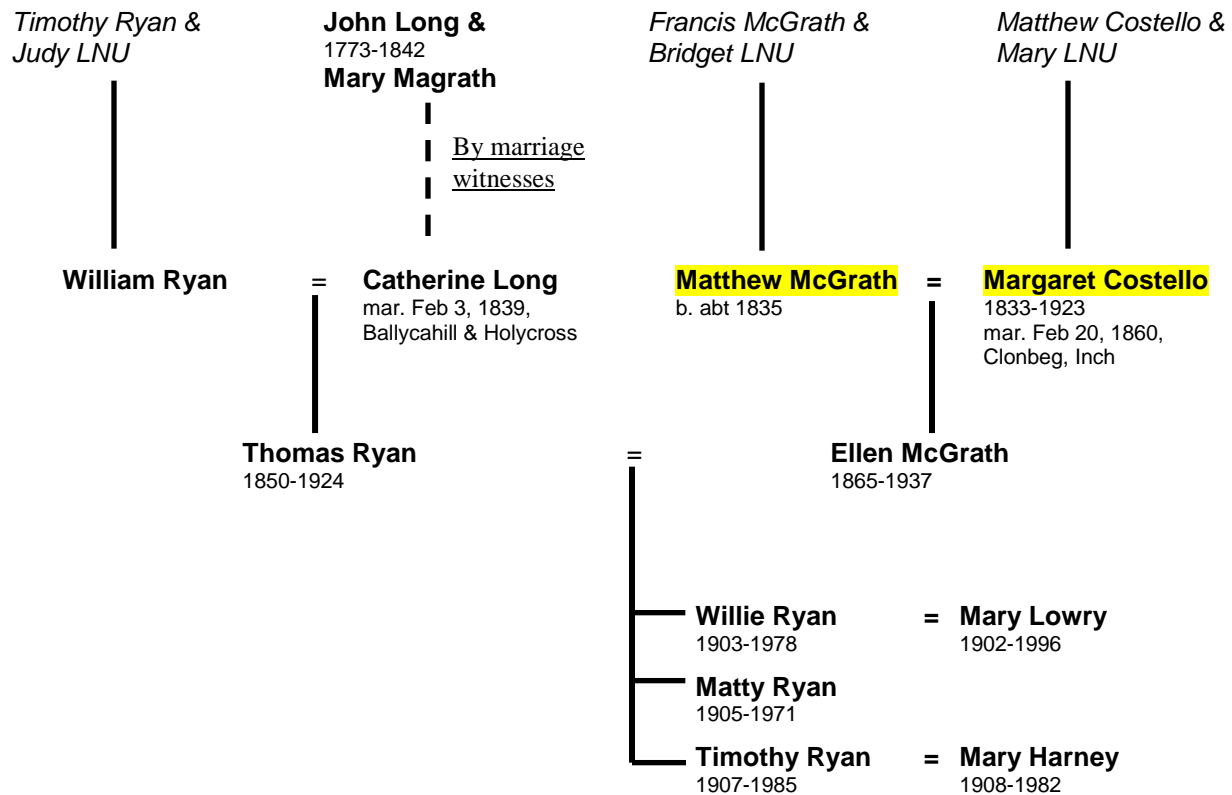 Timothy Ryan &
Judy LNU
John Long &
1773-1842
Mary Magrath
Francis McGrath &
Bridget LNU
Matthew Costello &
Mary LNU
By marriage
witnesses
William Ryan
=
Catherine Long
mar. Feb 3, 1839,
Ballycahill & Holycross
Matthew McGrath
b. abt 1835
=
Margaret Costello
1833-1923
mar. Feb 20, 1860,
Clonbeg, Inch
Thomas Ryan
1850-1924
=
Ellen McGrath
1865-1937
Willie Ryan
1903-1978
=
Mary Lowry
1902-1996
Matty Ryan
1905-1971
Timothy Ryan
1907-1985
=
Mary Harney
1908-1982